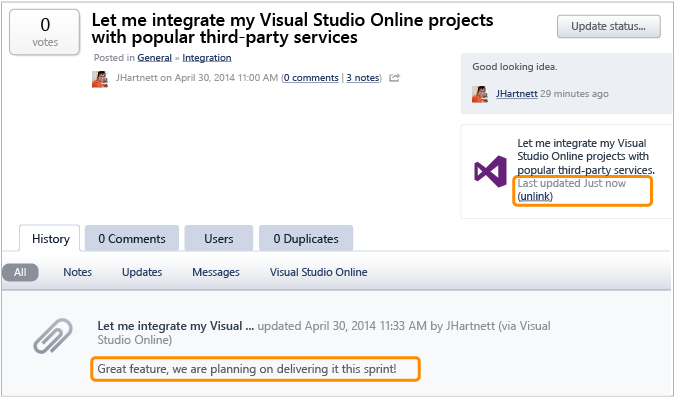 0
votes
Let me integrate my Visual Studio Online projects
with popular third-party services
Posted in General » Integration
JHartnett on April 30, 2014 11:00 AM (0 comments | 3 notes)
Update status...
Good looking idea.
JHartnett 29 minutes ago
Let me integrate my Visual
Studio Online projects with
popular third-party services.
Last updated Just now
(unlink)
History
0 Comments
Users
0 Duplicates
All
Notes
Updates
Messages
Visual Studio Online
Let me integrate my Visual ... updated April 30, 2014 11:33 AM by JHartnett (via Visual
Studio Online)
Great feature, we are planning on delivering it this sprint!